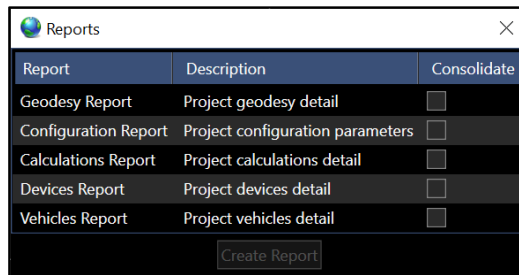 Reports
Report Description Consolidate
Geodesy Report Project geodesy detail
Configuration Report Project configuration parameters
Calculations Report Project calculations detail
Devices Report Project devices detail
Vehicles Report Project vehicles detail
Create Report